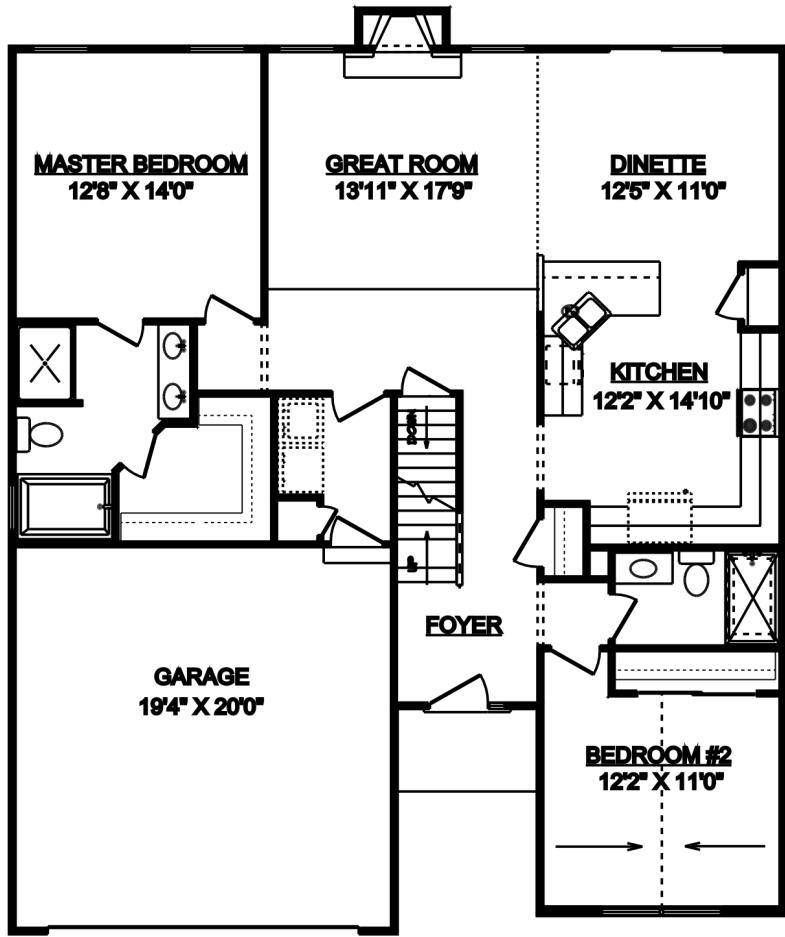 MASTER BEDROOM
12'8" X 14'0"
GREAT ROOM
13'11" X 17'9"
DINETTE
12'5" X 11'0"
KITCHEN
12'2" X 14'10"
DOWN
UP
FOYER
GARAGE
19'4" X 20'0"
BEDROOM #2
12'2" X 11'0"